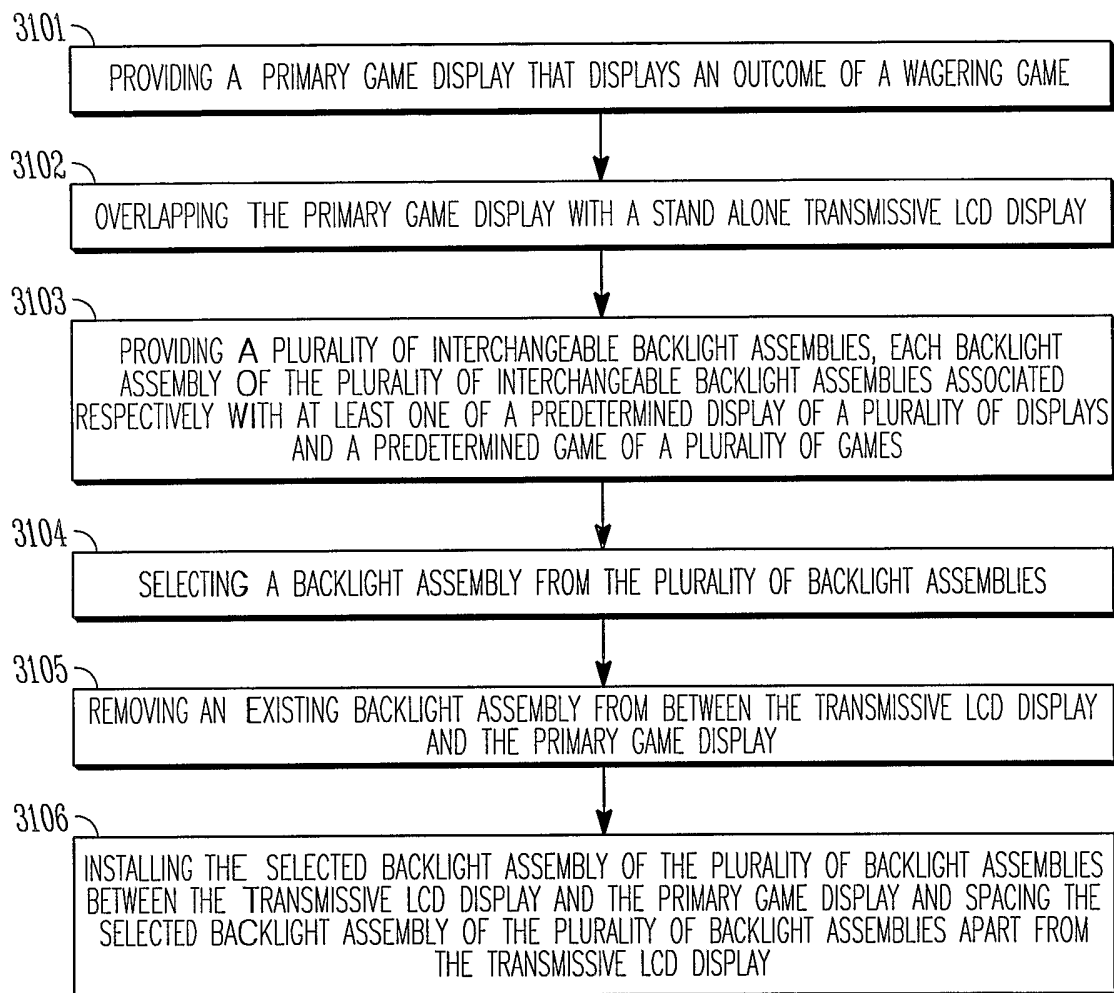 3101
PROVIDING A PRIMARY GAME DISPLAY THAT DISPLAYS AN OUTCOME OF A WAGERING GAME
3102
OVERLAPPING THE PRIMARY GAME DISPLAY WITH A STAND ALONE TRANSMISSIVE LCD DISPLAY
3103
PROVIDING A PLURALITY OF INTERCHANGEABLE BACKLIGHT ASSEMBLIES, EACH BACKLIGHT
ASSEMBLY OF THE PLURALITY OF INTERCHANGEABLE BACKLIGHT ASSEMBLIES ASSOCIATED
RESPECTIVELY WITH AT LEAST ONE OF A PREDETERMINED DISPLAY OF A PLURALITY OF DISPLAYS
AND A PREDETERMINED GAME OF A PLURALITY OF GAMES
3104
SELECTING A BACKLIGHT ASSEMBLY FROM THE PLURALITY OF BACKLIGHT ASSEMBLIES
3105
REMOVING AN EXISTING BACKLIGHT ASSEMBLY FROM BETWEEN THE TRANSMISSIVE LCD DISPLAY
AND THE PRIMARY GAME DISPLAY
3106
INSTALLING THE SELECTED BACKLIGHT ASSEMBLY OF THE PLURALITY OF BACKLIGHT ASSEMBLIES
BETWEEN THE TRANSMISSIVE LCD DISPLAY AND THE PRIMARY GAME DISPLAY AND SPACING THE
SELECTED BACKLIGHT ASSEMBLY OF THE PLURALITY OF BACKLIGHT ASSEMBLIES APART FROM
THE TRANSMISSIVE LCD DISPLAY